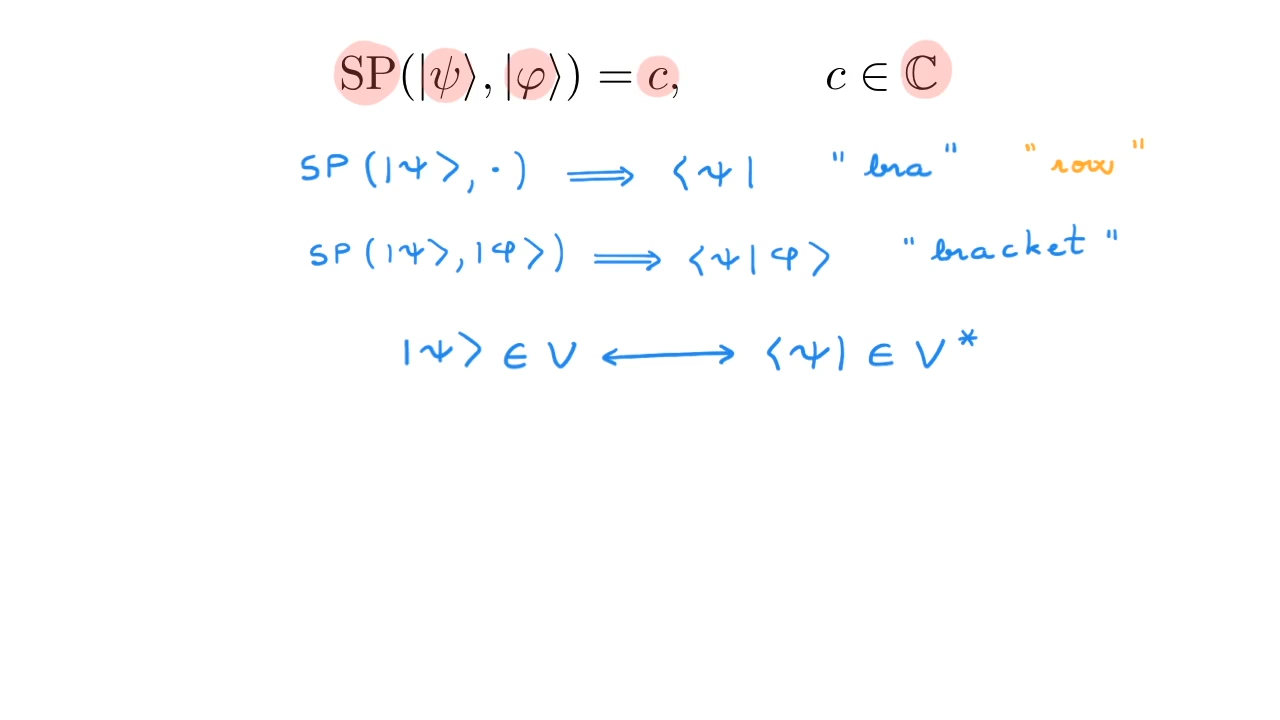 SP(|ψ⟩, |φ⟩) = c, c ∈ ℂ
SP(|ψ⟩, ·) ⟹ ⟨ψ| "bra" "row"
SP(|ψ⟩, |φ⟩) ⟹ ⟨ψ|φ⟩ "bracket"
|ψ⟩ ∈ V ⟷ ⟨ψ| ∈ V*